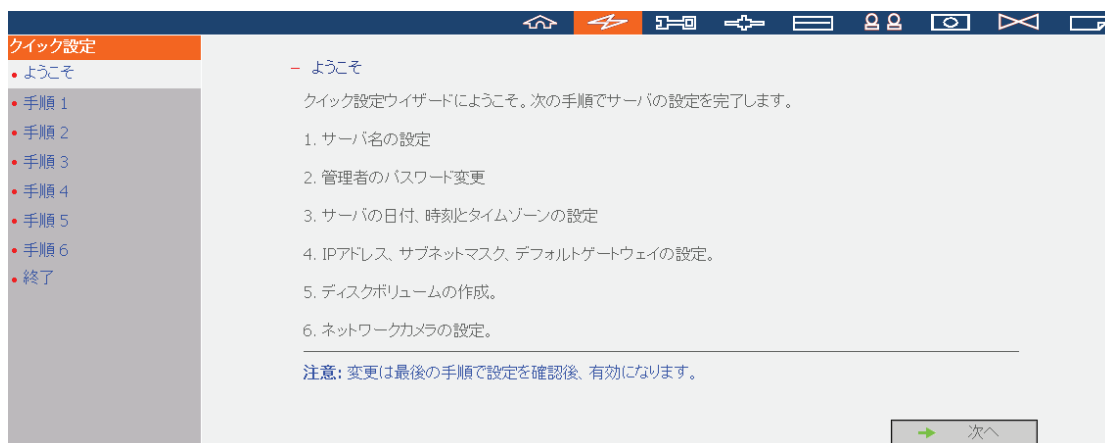 クイック設定
ようこそ
手順 1
手順 2
手順 3
手順 4
手順 5
手順 6
終了
− ようこそ
クイック設定ウィザードにようこそ。次の手順でサーバの設定を完了します。
1. サーバ名の設定
2. 管理者のパスワード変更
3. サーバの日付、時刻とタイムゾーンの設定
4. IPアドレス、サブネットマスク、デフォルトゲートウェイの設定。
5. ディスクボリュームの作成。
6. ネットワークカメラの設定。
注意: 変更は最後の手順で設定を確認後、有効になります。
次へ